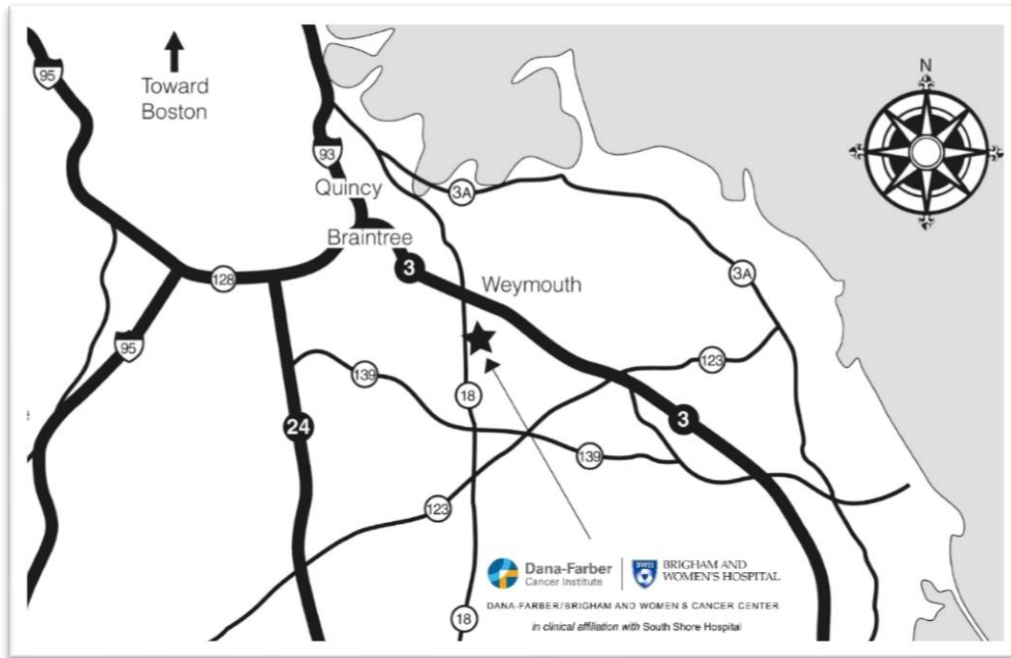 N
95
Toward
Boston
93
Quincy
3A
Braintree
3
3A
128
Weymouth
95
123
139
18
24
3
139
123
Dana-Farber
Cancer Institute
BWH
BRIGHAM AND
WOMEN'S HOSPITAL
DANA-FARBER/BRIGHAM AND WOMEN'S CANCER CENTER
in clinical affiliation with South Shore Hospital
18